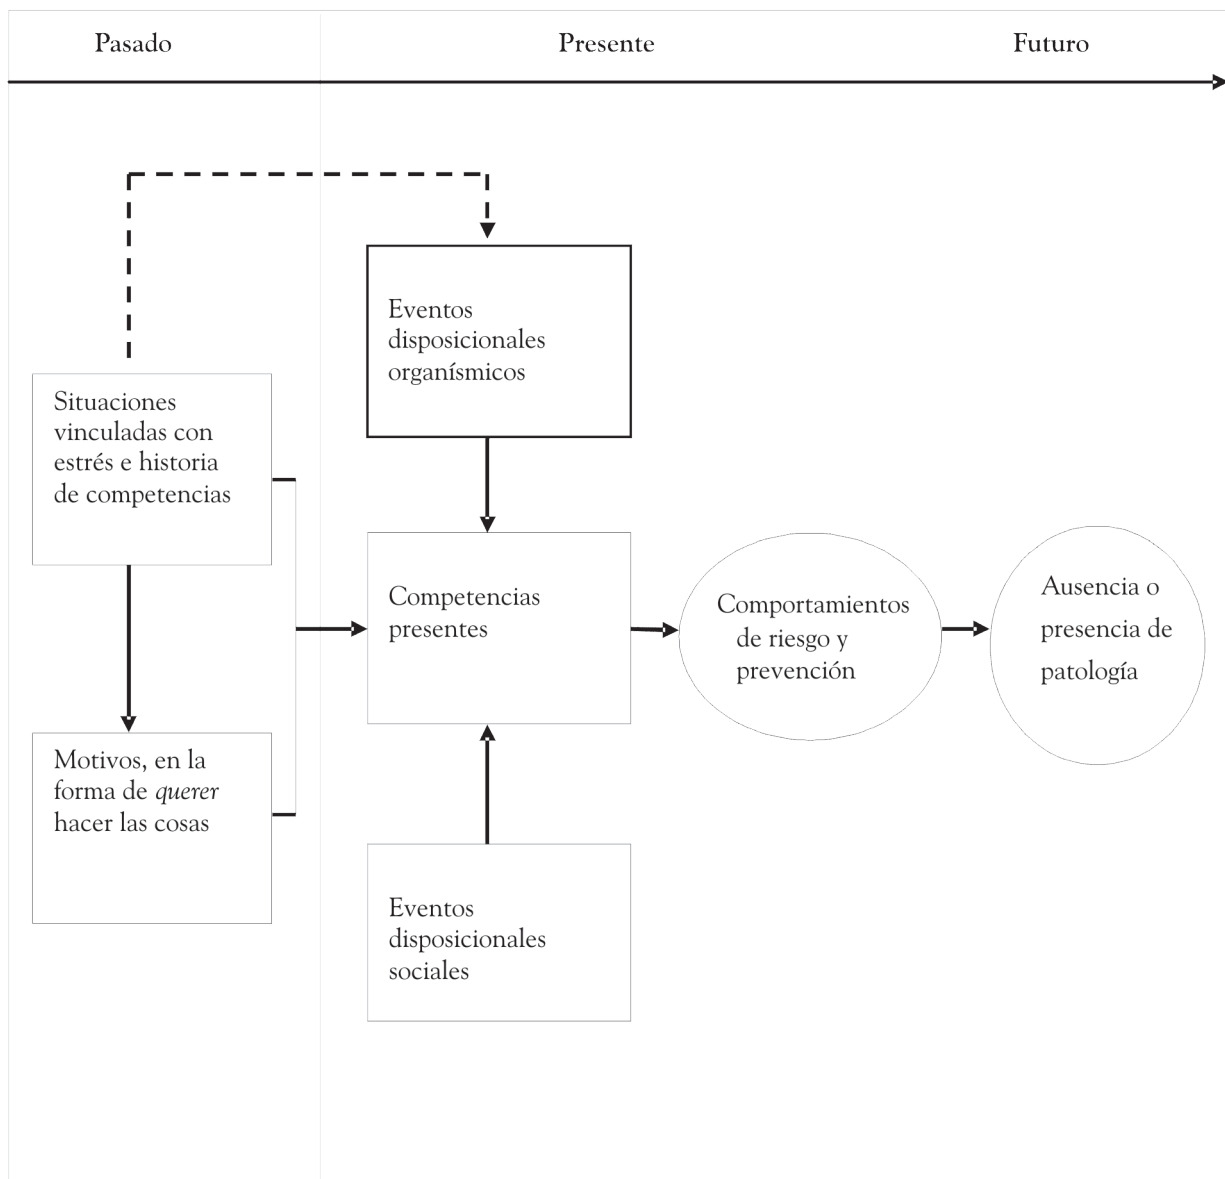 Pasado
Presente
Futuro
Eventos
disposicionales
organísmicos
Situaciones
vinculadas con
estrés e historia
de competencias
Competencias
presentes
Comportamientos
de riesgo y
prevención
Ausencia o
presencia de
patología
Motivos, en la
forma de querer
hacer las cosas
Eventos
disposicionales
sociales